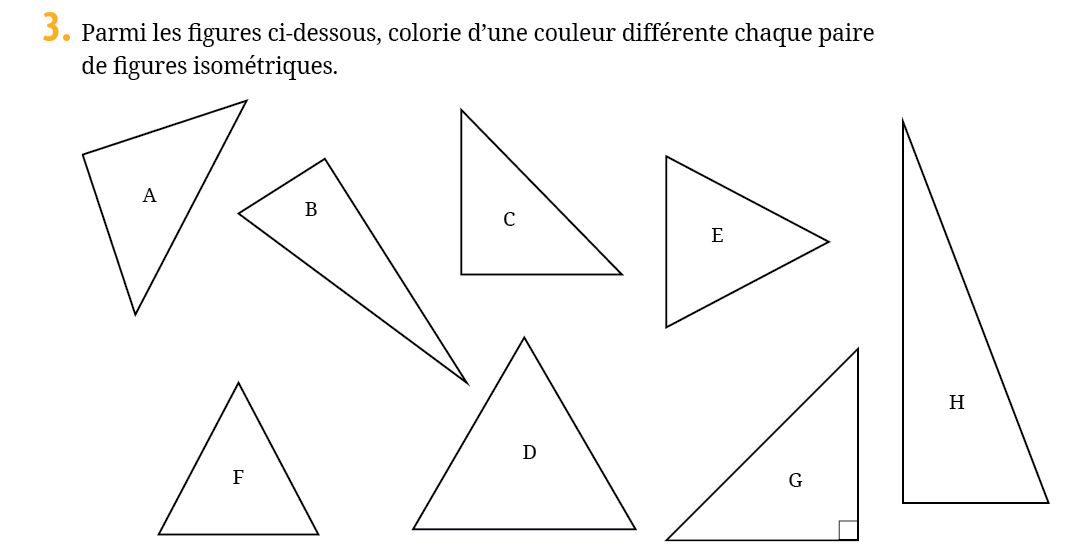 3. Parmi les figures ci-dessous, colorie d’une couleur différente chaque paire
de figures isométriques.
A
B
C
E
H
F
D
G